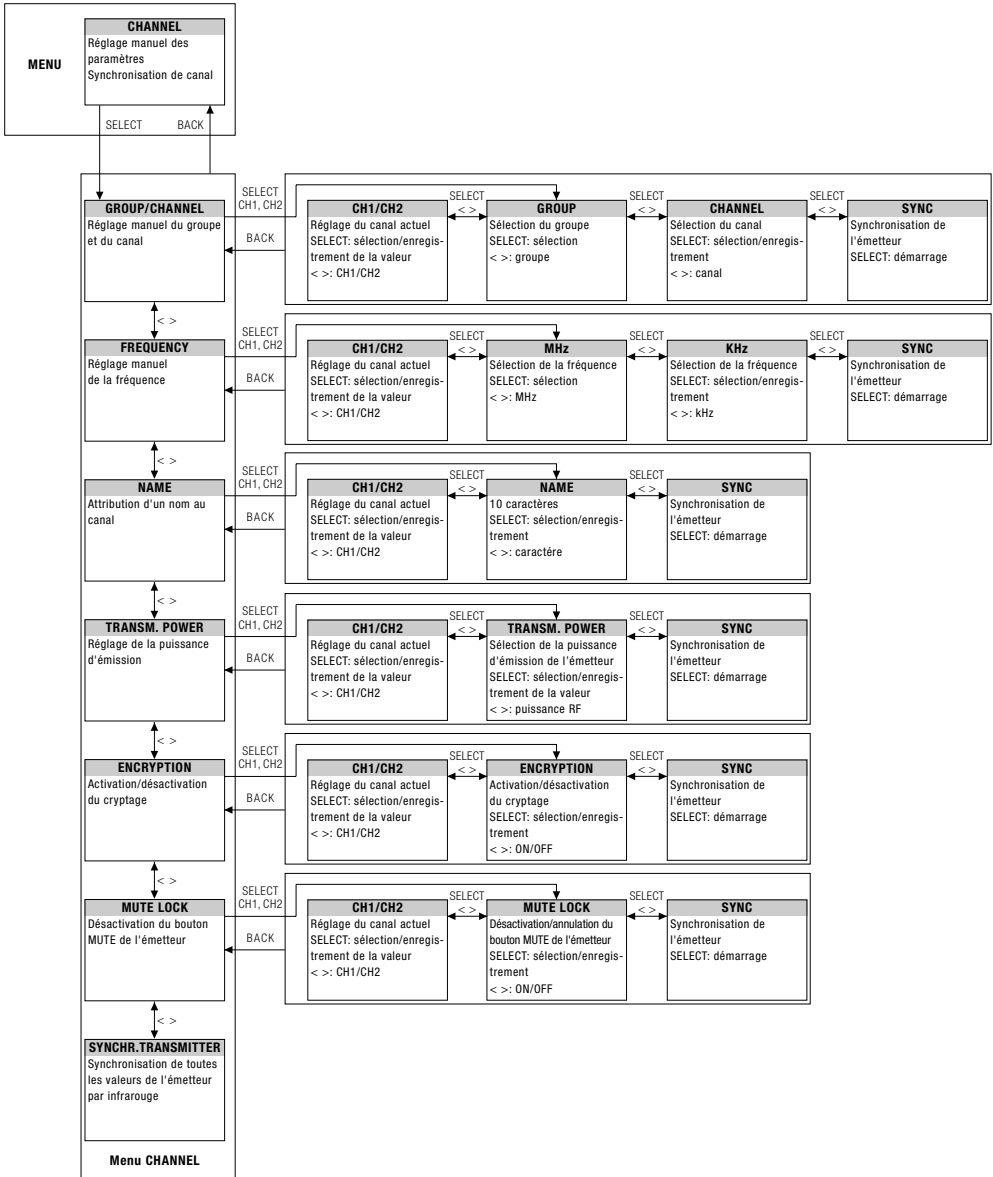 CHANNEL
Réglage manuel des
paramètres
Synchronisation de canal
MENU
SELECT
BACK
GROUP/CHANNEL
Réglage manuel du groupe
et du canal
SELECT
CH1, CH2
BACK
CH1/CH2
Réglage du canal actuel
SELECT: sélection/enregis-
trement de la valeur
< >: CH1/CH2
SELECT
< >
GROUP
Sélection du groupe
SELECT: sélection
< >: groupe
SELECT
< >
CHANNEL
Sélection du canal
SELECT: sélection/enregis-
trement
< >: canal
SELECT
< >
SYNC
Synchronisation de
l'émetteur
SELECT: démarrage
< >
FREQUENCY
Réglage manuel
de la fréquence
SELECT
CH1, CH2
BACK
CH1/CH2
Réglage du canal actuel
SELECT: sélection/enregis-
trement de la valeur
< >: CH1/CH2
SELECT
< >
MHz
Sélection de la fréquence
SELECT: sélection
< >: MHz
SELECT
< >
KHz
Sélection de la fréquence
SELECT: sélection/enregis-
trement
< >: kHz
SELECT
< >
SYNC
Synchronisation de
l'émetteur
SELECT: démarrage
< >
NAME
Attribution d'un nom au
canal
SELECT
CH1, CH2
BACK
CH1/CH2
Réglage du canal actuel
SELECT: sélection/enregis-
trement de la valeur
< >: CH1/CH2
SELECT
< >
NAME
10 caractères
SELECT: sélection/enregis-
trement
< >: caractére
SELECT
< >
SYNC
Synchronisation de
l'émetteur
SELECT: démarrage
< >
TRANSM. POWER
Réglage de la puissance
d'émission
SELECT
CH1, CH2
BACK
CH1/CH2
Réglage du canal actuel
SELECT: sélection/enregis-
trement de la valeur
< >: CH1/CH2
SELECT
< >
TRANSM. POWER
Sélection de la puissance
d'émission de l'émetteur
SELECT: sélection/enregis-
trement de la valeur
< >: puissance RF
SELECT
< >
SYNC
Synchronisation de
l'émetteur
SELECT: démarrage
< >
ENCRYPTION
Activation/désactivation
du cryptage
SELECT
CH1, CH2
BACK
CH1/CH2
Réglage du canal actuel
SELECT: sélection/enregis-
trement de la valeur
< >: CH1/CH2
SELECT
< >
ENCRYPTION
Activation/désactivation
du cryptage
SELECT: sélection/enregis-
trement
< >: ON/OFF
SELECT
< >
SYNC
Synchronisation de
l'émetteur
SELECT: démarrage
< >
MUTE LOCK
Désactivation du bouton
MUTE de l'émetteur
SELECT
CH1, CH2
BACK
CH1/CH2
Réglage du canal actuel
SELECT: sélection/enregis-
trement de la valeur
< >: CH1/CH2
SELECT
< >
MUTE LOCK
Désactivation/annulation du
bouton MUTE de l'émetteur
SELECT: sélection/enregis-
trement
< >: ON/OFF
SELECT
< >
SYNC
Synchronisation de
l'émetteur
SELECT: démarrage
< >
SYNCHR.TRANSMITTER
Synchronisation de toutes
les valeurs de l'émetteur
par infrarouge
Menu CHANNEL